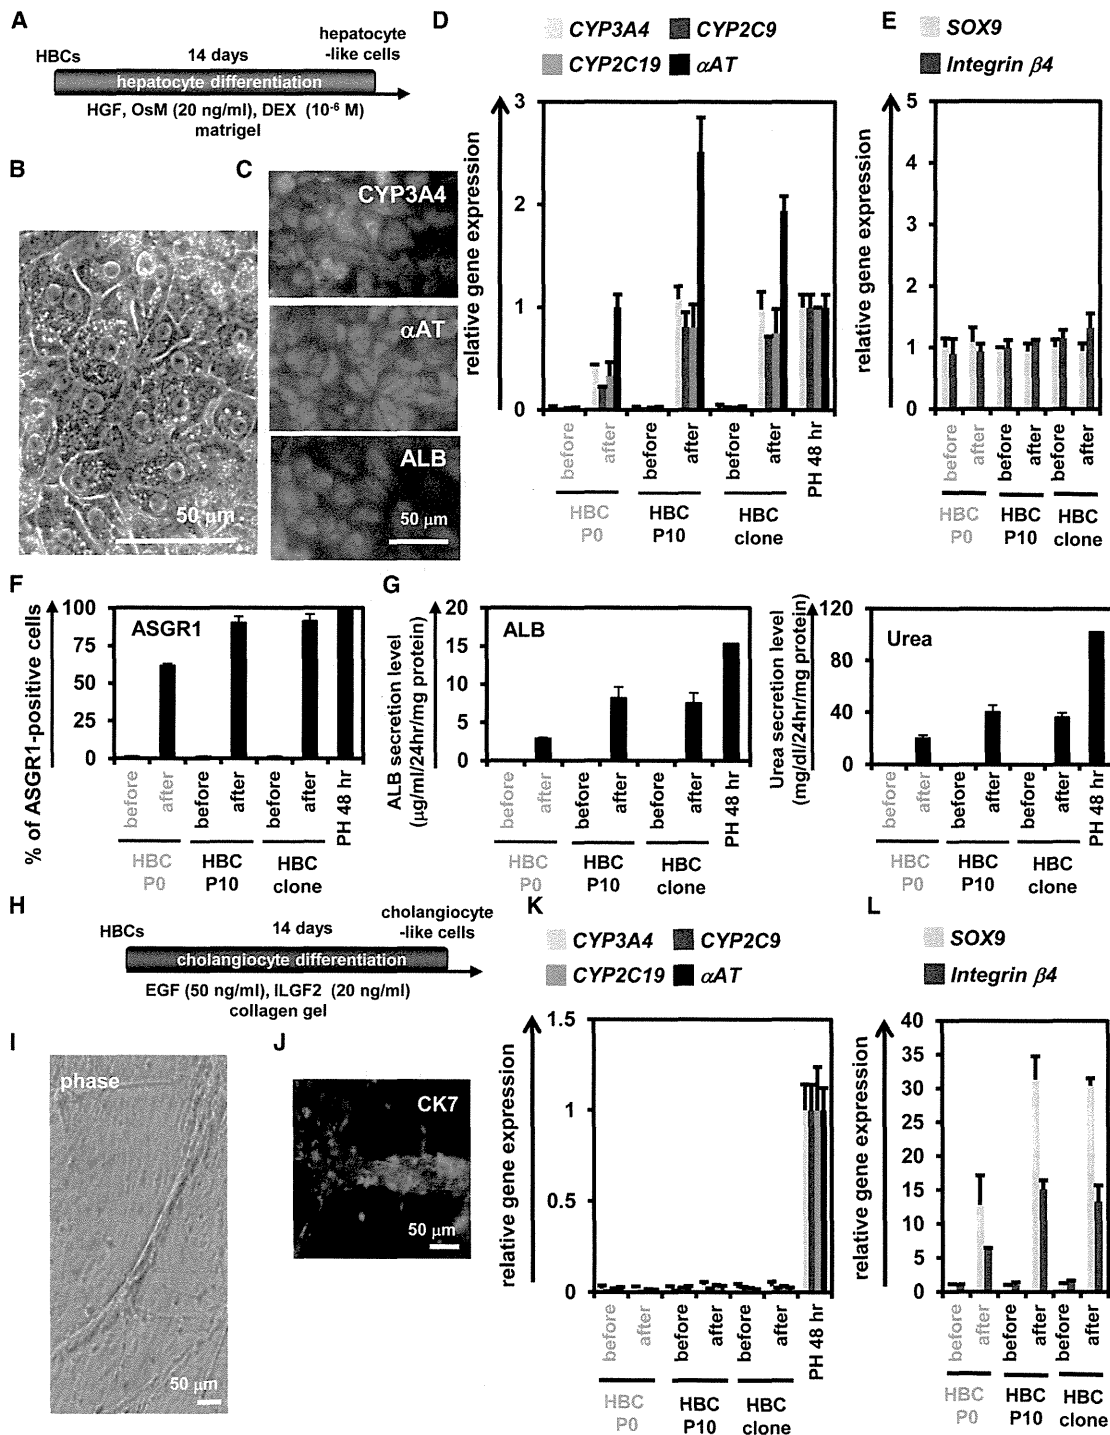 A
HBCs
14 days
hepatocyte
-like cells
hepatocyte differentiation
HGF, OsM (20 ng/ml), DEX (10⁻⁶ M)
matrigel
B
50 μm
C
CYP3A4
αAT
ALB
50 μm
D
CYP3A4
CYP2C9
CYP2C19
αAT
relative gene expression
3
2
1
0
before
after
before
after
before
after
PH 48 hr
HBC
P0
HBC
P10
HBC
clone
E
SOX9
Integrin β4
relative gene expression
5
4
3
2
1
0
before
after
before
after
before
after
HBC
P0
HBC
P10
HBC
clone
F
% of ASGR1-positive cells
100
75
50
25
0
ASGR1
before
after
before
after
before
after
PH 48 hr
HBC
P0
HBC
P10
HBC
clone
G
ALB secretion level
(μg/ml/24hr/mg protein)
20
15
10
5
0
ALB
before
after
before
after
before
after
PH 48 hr
HBC
P0
HBC
P10
HBC
clone
Urea secretion level
(mg/dl/24hr/mg protein)
120
80
40
0
Urea
before
after
before
after
before
after
PH 48 hr
HBC
P0
HBC
P10
HBC
clone
H
HBCs
14 days
cholangiocyte
-like cells
cholangiocyte differentiation
EGF (50 ng/ml), ILGF2 (20 ng/ml)
collagen gel
I
phase
50 μm
J
CK7
50 μm
K
CYP3A4
CYP2C9
CYP2C19
αAT
relative gene expression
1.5
1
0.5
0
before
after
before
after
before
after
PH 48 hr
HBC
P0
HBC
P10
HBC
clone
L
SOX9
Integrin β4
relative gene expression
40
35
30
25
20
15
10
5
0
before
after
before
after
before
after
HBC
P0
HBC
P10
HBC
clone